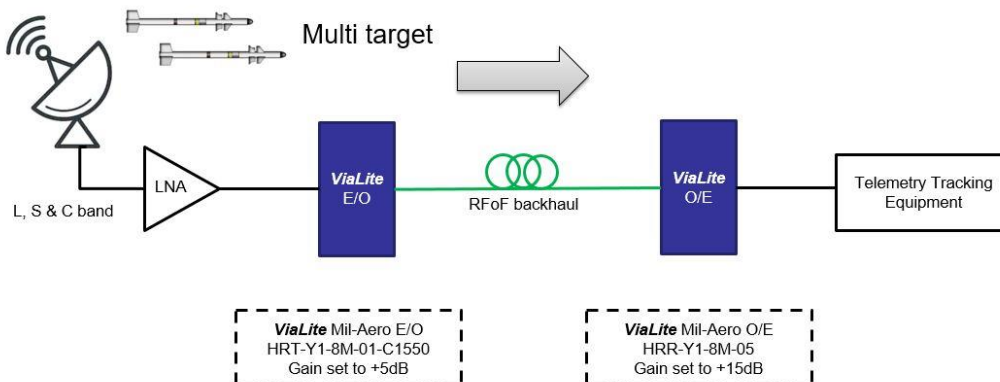 Multi target
LNA
L, S & C band
ViaLite
E/O
RFoF backhaul
ViaLite
O/E
Telemetry Tracking
Equipment
ViaLite Mil-Aero E/O
HRT-Y1-8M-01-C1550
Gain set to +5dB
ViaLite Mil-Aero O/E
HRR-Y1-8M-05
Gain set to +15dB